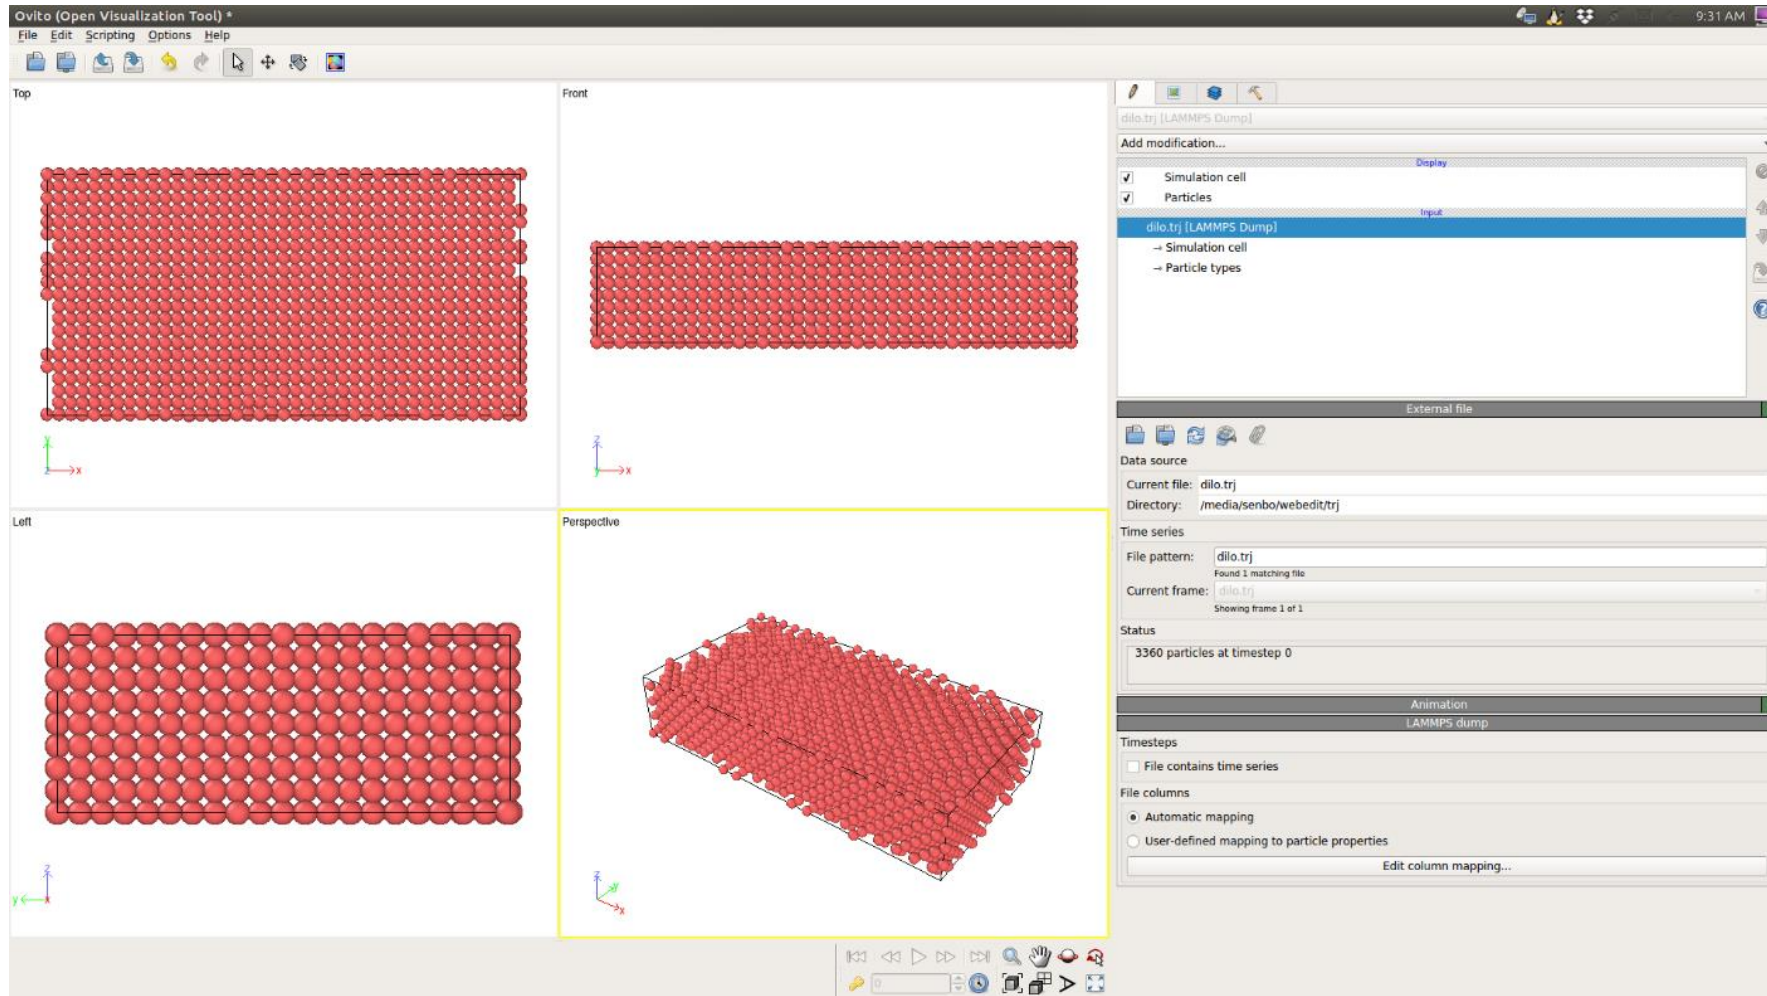 Ovito (Open Visualization Tool) *
9:31 AM
File Edit Scripting Options Help
Top
Front
dilo.trj [LAMMPS Dump]
Add modification...
Display
Simulation cell
Particles
Input
dilo.trj [LAMMPS Dump]
→ Simulation cell
→ Particle types
External file
Data source
Current file: dilo.trj
Directory: /media/senbo/webedit/trj
Time series
File pattern: dilo.trj
Found 1 matching file
Current frame: dilo.trj
Showing frame 1 of 1
Status
3360 particles at timestep 0
Animation
LAMMPS dump
Timesteps
File contains time series
File columns
Automatic mapping
User-defined mapping to particle properties
Edit column mapping...
y
z x
z
y x
Left
Perspective
z
y x
z
y
x
0